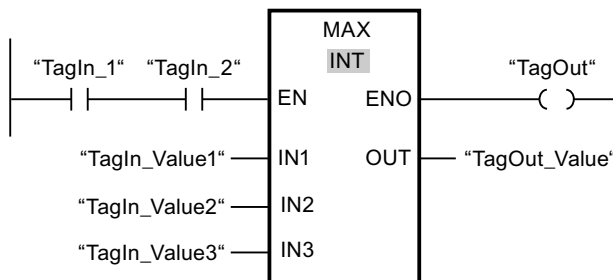 MAX
INT
“TagIn_1“ “TagIn_2“ “TagOut“
EN ENO
“TagIn_Value1“ IN1 OUT “TagOut_Value“
“TagIn_Value2“ IN2
“TagIn_Value3“ IN3